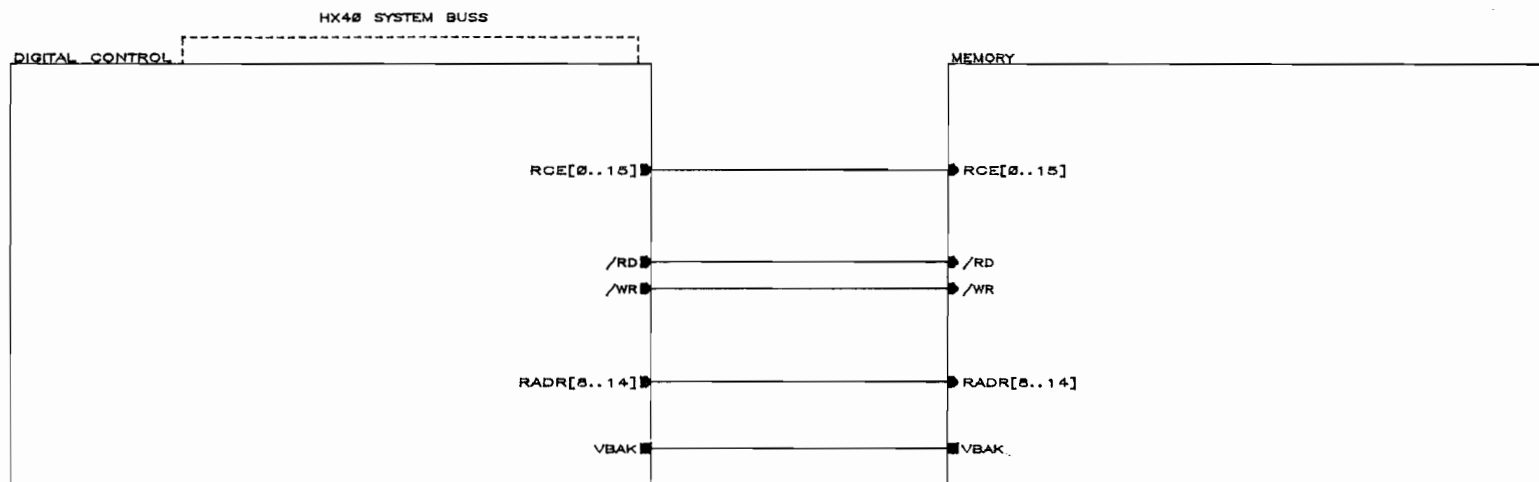 HX40 SYSTEM BUSS
DIGITAL CONTROL
MEMORY
RCE[0..15]
RCE[0..15]
/RD
/RD
/WR
/WR
RADR[8..14]
RADR[8..14]
VBAK
VBAK